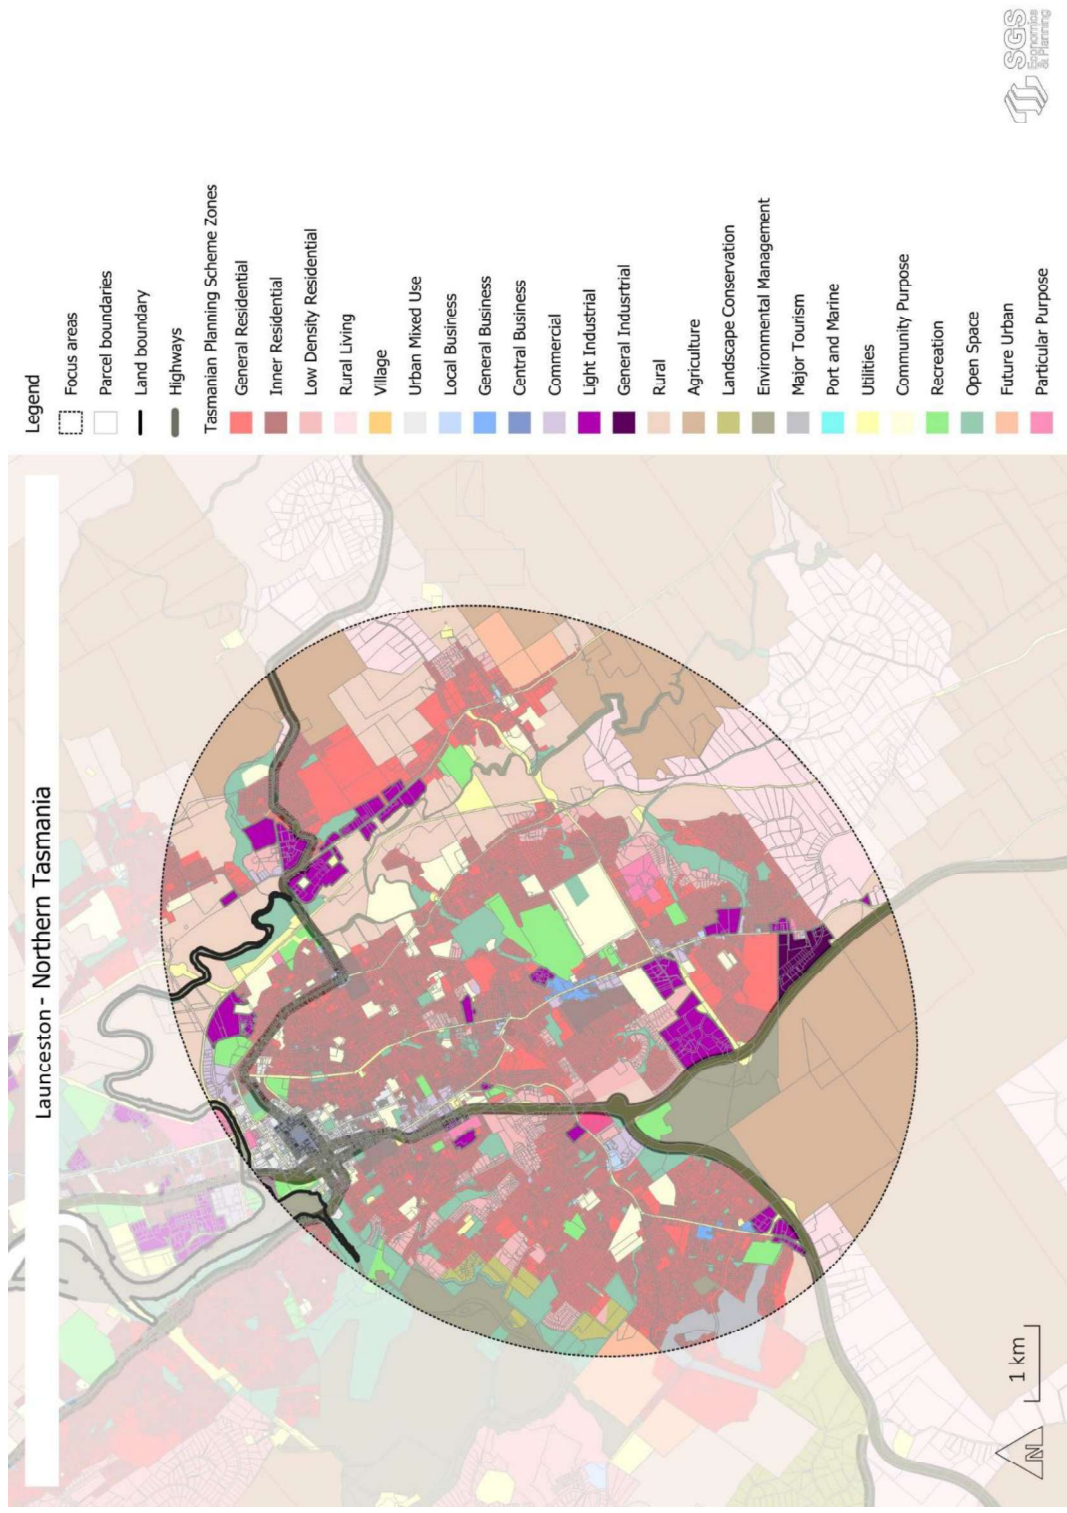 Launceston - Northern Tasmania
Legend
Focus areas
Parcel boundaries
Land boundary
Highways
Tasmanian Planning Scheme Zones
General Residential
Inner Residential
Low Density Residential
Rural Living
Village
Urban Mixed Use
Local Business
General Business
Central Business
Commercial
Light Industrial
General Indusrtrial
Rural
Agriculture
Landscape Conservation
Environmental Management
Major Tourism
Port and Marine
Utilities
Community Purpose
Recreation
Open Space
Future Urban
Particular Purpose
N
1 km
SGS
Economics
& Planning